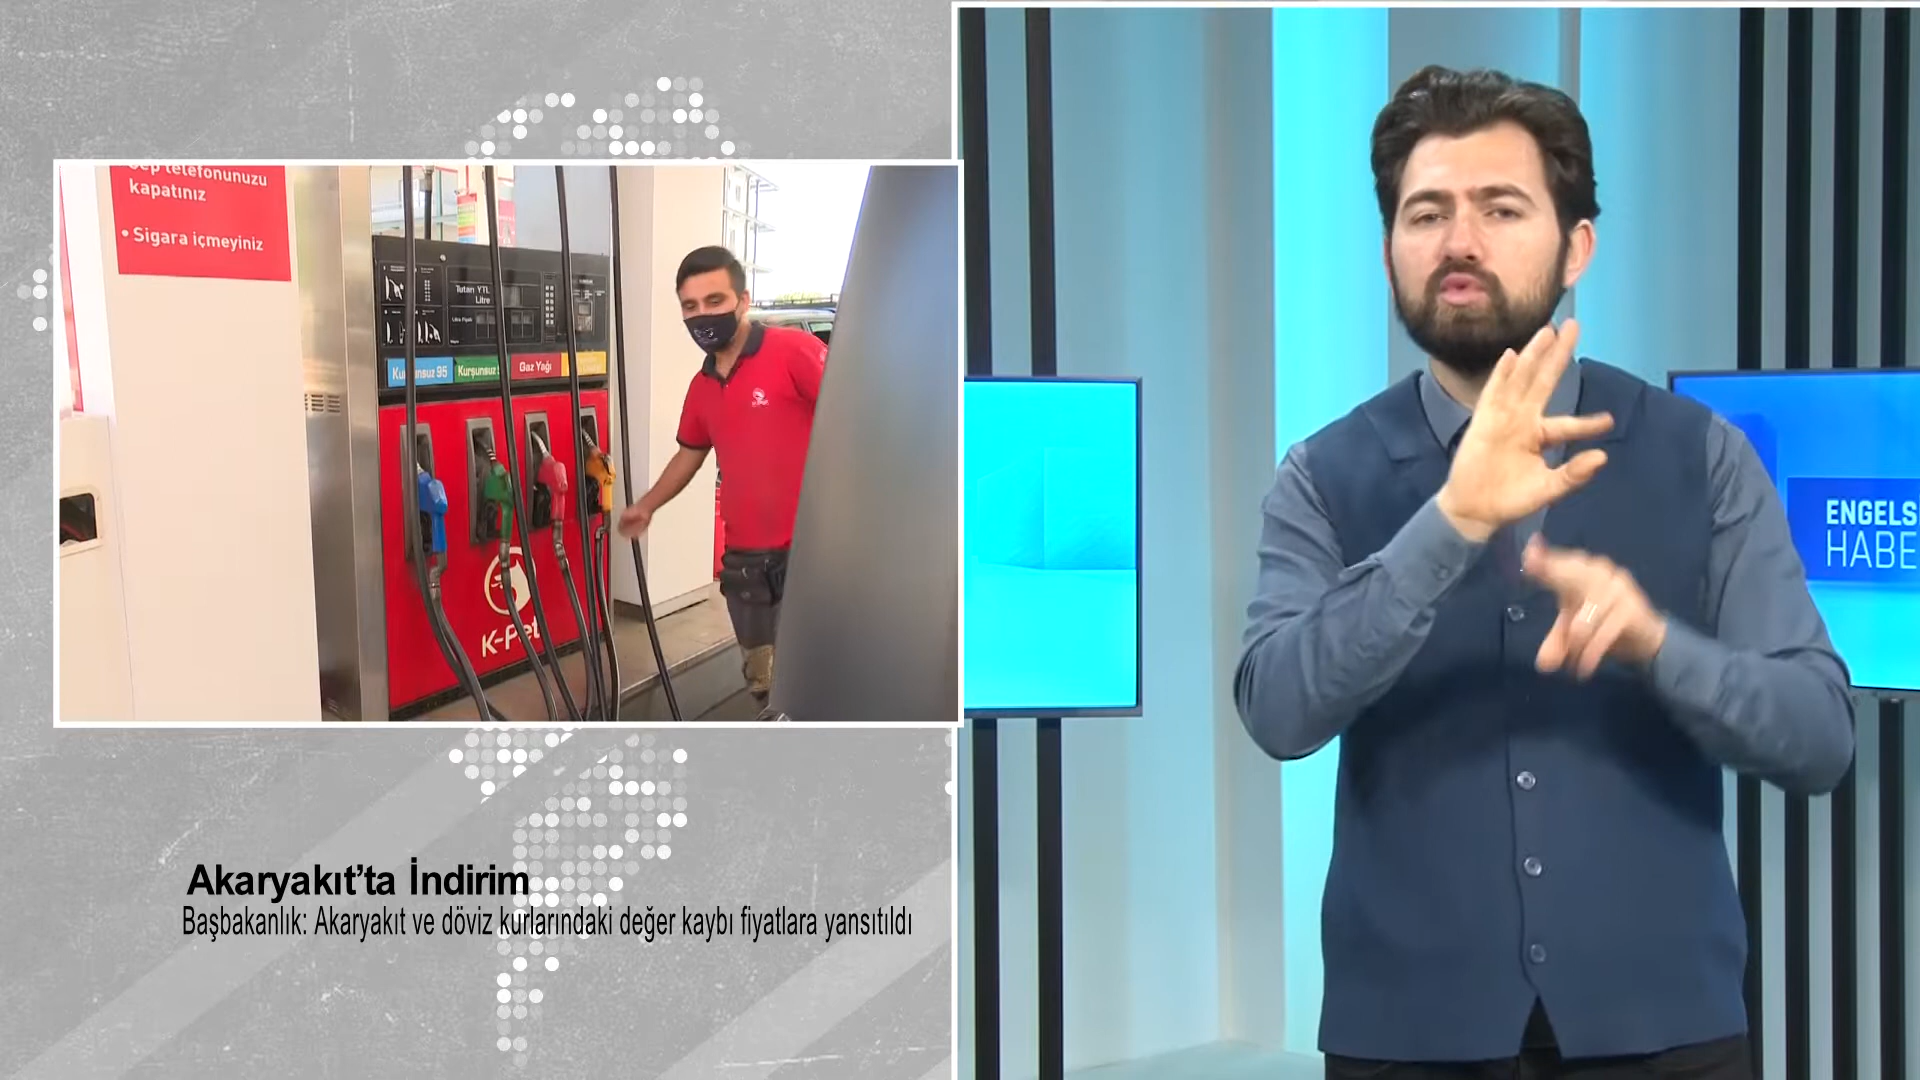 telefonunuzu
kapatınız
• Sigara içmeyiniz
Tutarı YTL
Litre
Kurşunsuz 95
Kurşunsuz
Gaz Yağı
K-Pet
ENGELS
HABE
Akaryakıt’ta İndirim
Başbakanlık: Akaryakıt ve döviz kurlarındaki değer kaybı fiyatlara yansıtıldı